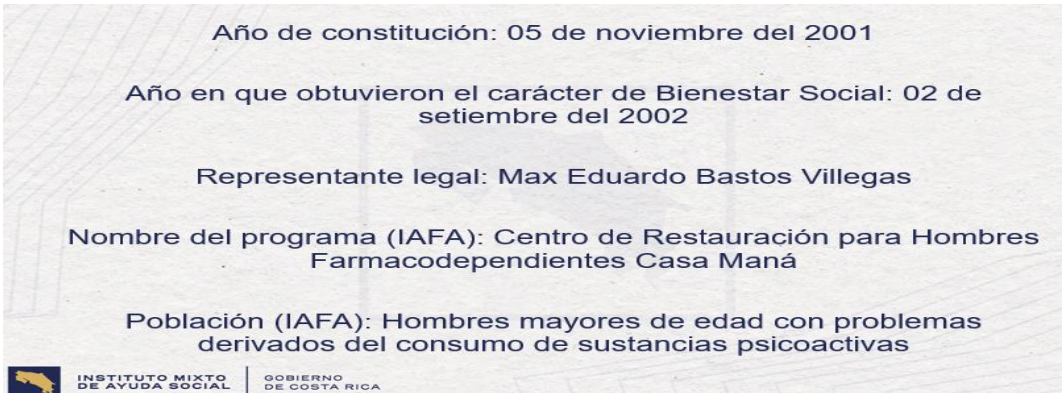 Año de constitución: 05 de noviembre del 2001
Año en que obtuvieron el carácter de Bienestar Social: 02 de
setiembre del 2002
Representante legal: Max Eduardo Bastos Villegas
Nombre del programa (IAFA): Centro de Restauración para Hombres
Farmacodependientes Casa Maná
Población (IAFA): Hombres mayores de edad con problemas
derivados del consumo de sustancias psicoactivas
INSTITUTO MIXTO
DE AYUDA SOCIAL
GOBIERNO
DE COSTA RICA